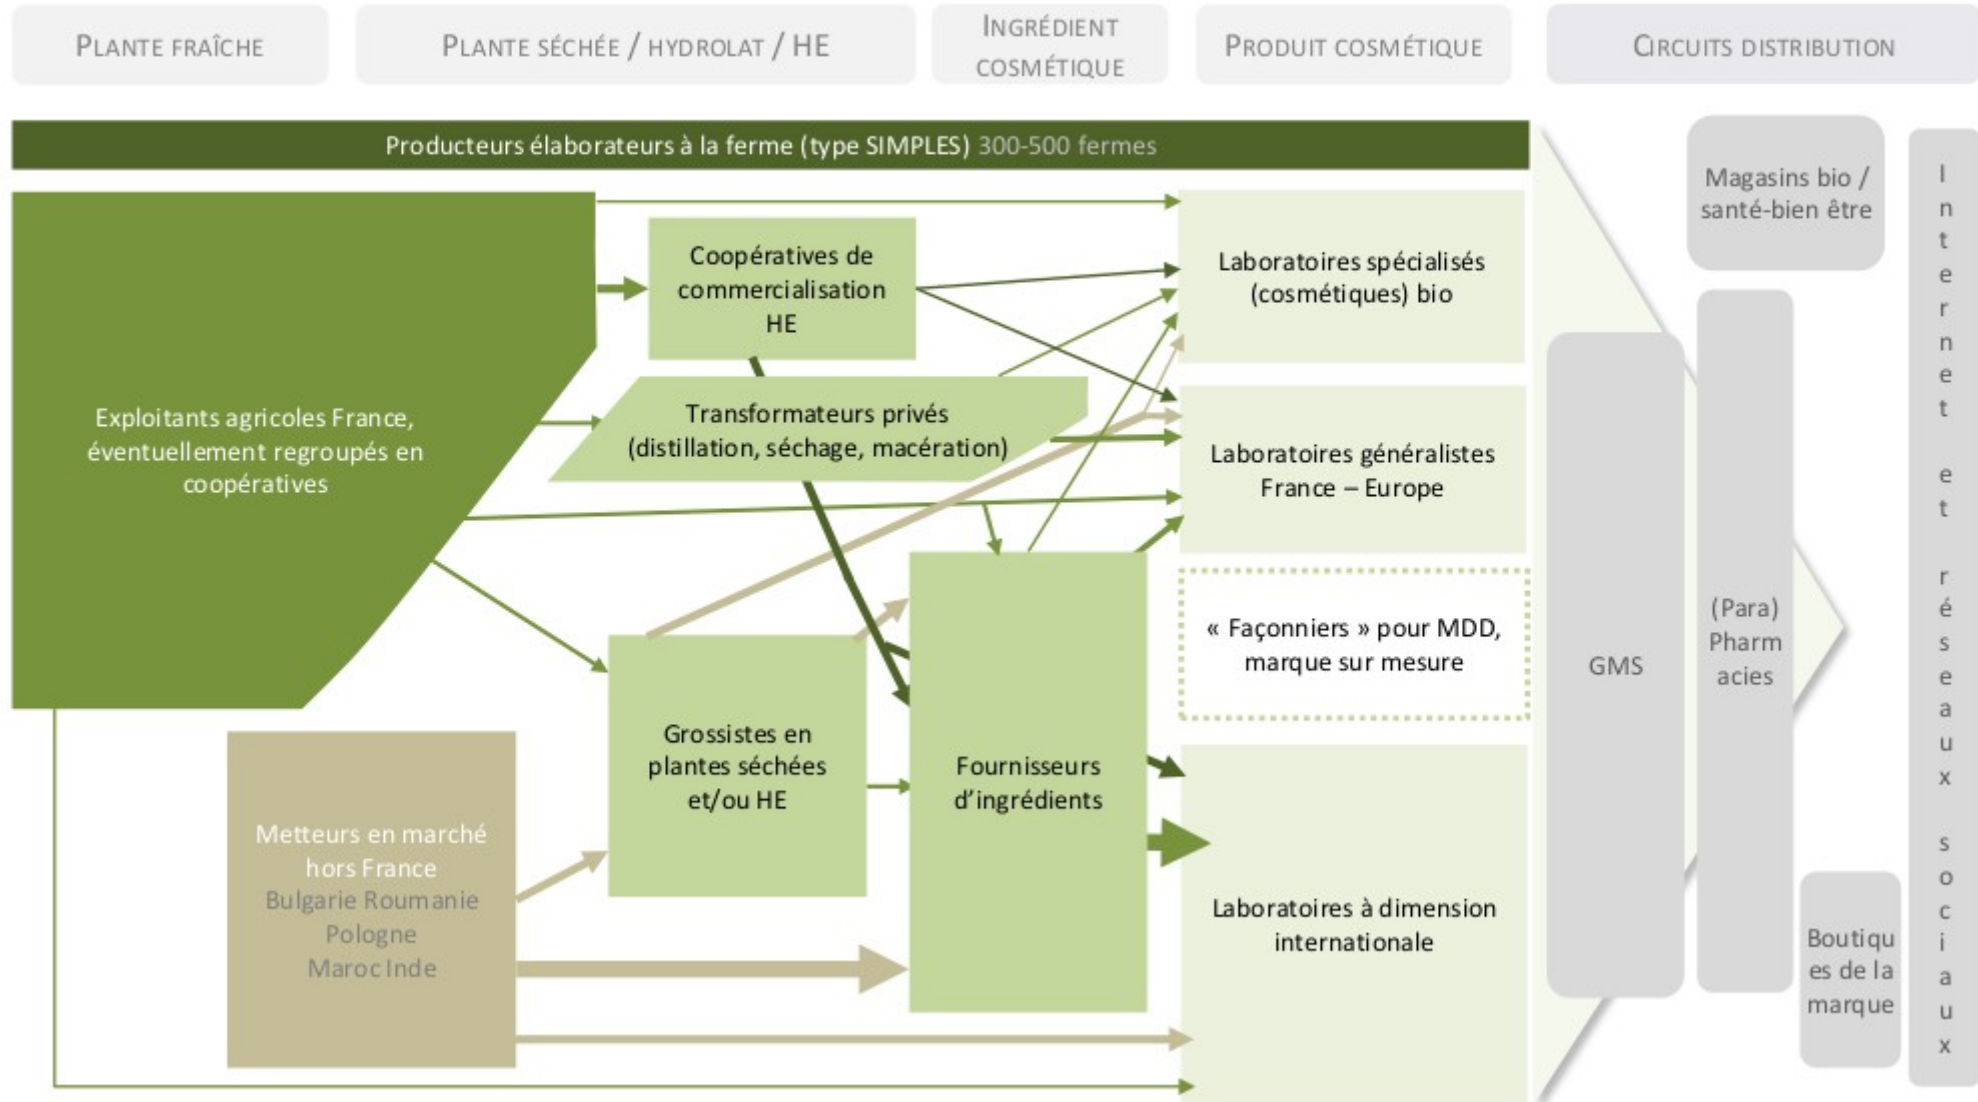 PLANTE FRAÎCHE
PLANTE SÉCHÉE / HYDROLAT / HE
INGRÉDIENT
COSMÉTIQUE
PRODUIT COSMÉTIQUE
CIRCUITS DISTRIBUTION
Producteurs élaborateurs à la ferme (type SIMPLES) 300-500 fermes
Exploitants agricoles France,
éventuellement regroupés en
coopératives
Coopératives de
commercialisation
HE
Transformateurs privés
(distillation, séchage, macération)
Metteurs en marché
hors France
Bulgarie Roumanie
Pologne
Maroc Inde
Grossistes en
plantes séchées
et/ou HE
Fournisseurs
d'ingrédients
Laboratoires spécialisés
(cosmétiques) bio
Laboratoires généralistes
France – Europe
« Façonniers » pour MDD,
marque sur mesure
Laboratoires à dimension
internationale
GMS
Magasins bio /
santé-bien être
(Para)
Pharm
acies
Boutiqu
es de la
marque
Internet et réseaux sociaux